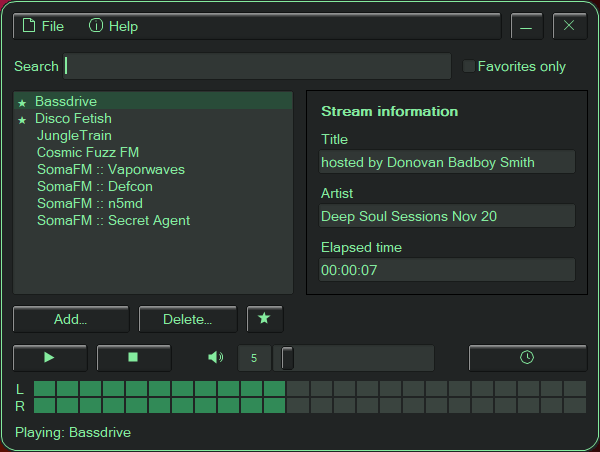 File Help
Search Favorites only
Bassdrive
Disco Fetish
JungleTrain
Cosmic Fuzz FM
SomaFM :: Vaporwaves
SomaFM :: Defcon
SomaFM :: n5md
SomaFM :: Secret Agent
Stream information
Title
hosted by Donovan Badboy Smith
Artist
Deep Soul Sessions Nov 20
Elapsed time
00:00:07
Add... Delete...
5
L
R
Playing: Bassdrive